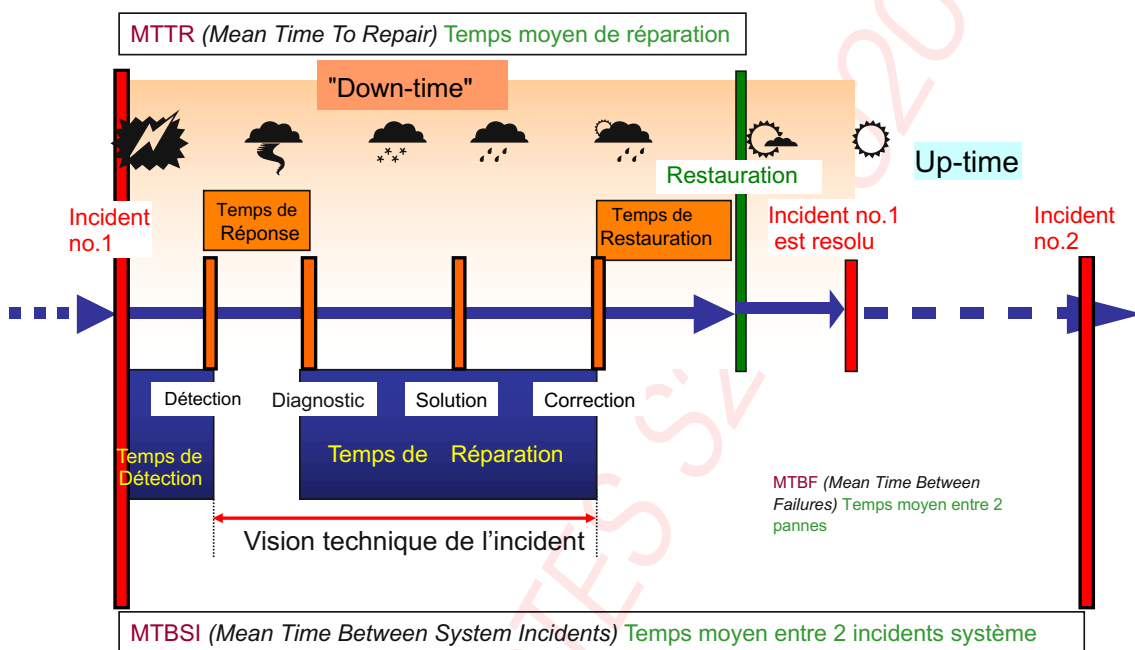 MTTR (Mean Time To Repair) Temps moyen de réparation
"Down-time"
Up-time
Restauration
Incident
no.1
Temps de
Réponse
Temps de
Restauration
Incident no.1
est resolu
Incident
no.2
Détection
Diagnostic
Solution
Correction
Temps de
Détection
Temps de Réparation
Vision technique de l'incident
MTBF (Mean Time Between
Failures) Temps moyen entre 2
pannes
MTBSI (Mean Time Between System Incidents) Temps moyen entre 2 incidents système